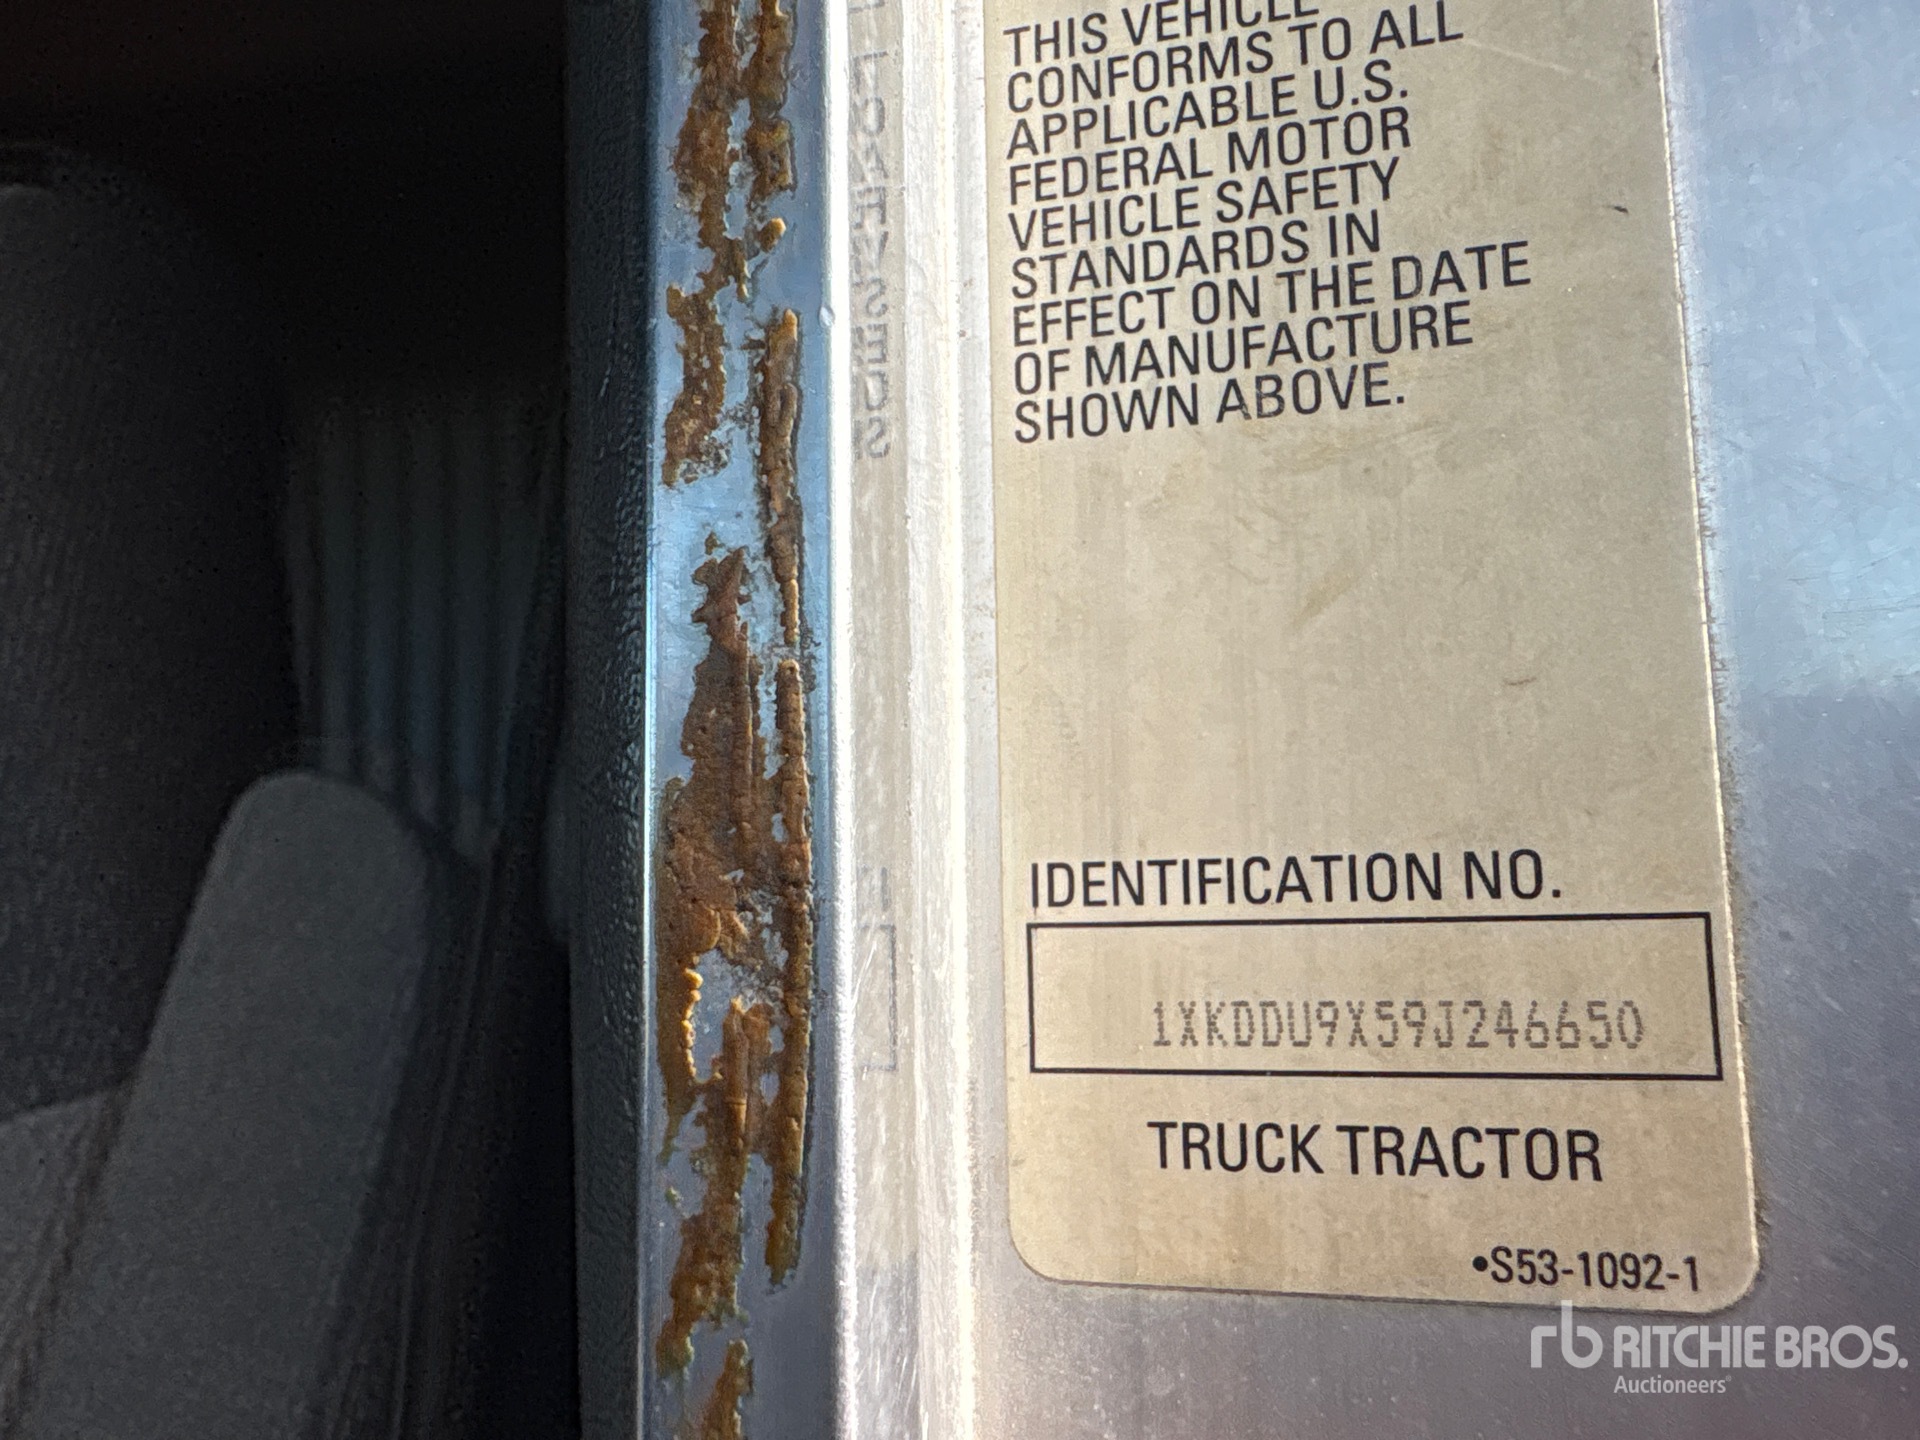 THIS VEHICLE
CONFORMS TO ALL
APPLICABLE U.S.
FEDERAL MOTOR
VEHICLE SAFETY
STANDARDS IN
EFFECT ON THE DATE
OF MANUFACTURE
SHOWN ABOVE.
IDENTIFICATION NO.
1XKDDU9X59J246650
TRUCK TRACTOR
•S53-1092-1
rb RITCHIE BROS.
Auctioneers